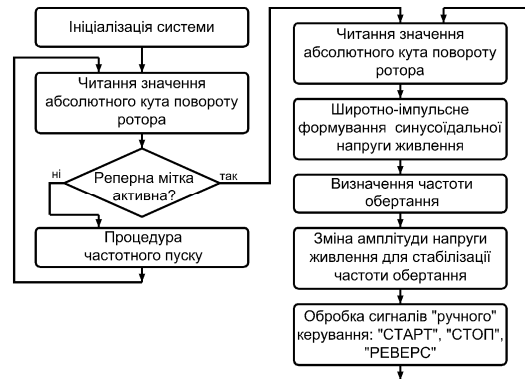 Ініціалізація системи
Читання значення
абсолютного кута повороту
ротора
ні
Реперна мітка
активна?
так
Процедура
частотного пуску
Читання значення
абсолютного кута повороту
ротора
Широтно-імпульсне
формування синусоїдальної
напруги живлення
Визначення частоти
обертання
Зміна амплітуди напруги
живлення для стабілізації
частоти обертання
Обробка сигналів "ручного"
керування: "СТАРТ", "СТОП",
"РЕВЕРС"